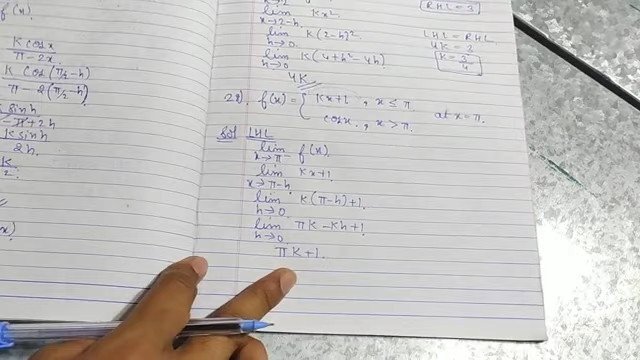 f(x)
K cos x
π - 2x
K cos(π/2 - h)
π - 2(π/2 - h)
K sin h
- π + 2h
K sin h
2h.
K
2
lim Kx².
x→2-h
lim K(2-h)².
h→0.
lim K(4+h²-4h)
h→0
4K
RHL = 3
LHL = RHL.
4K = 3
K = 3/4
28). f(x) = { Kx+1 , x ≤ π
cos x. , x > π. at x = π.
Sol LHL
lim f(x).
x→π⁻
lim Kx+1
x→π-h.
lim K(π-h)+1.
h→0.
lim πK - Kh+1.
h→0.
πK+1.